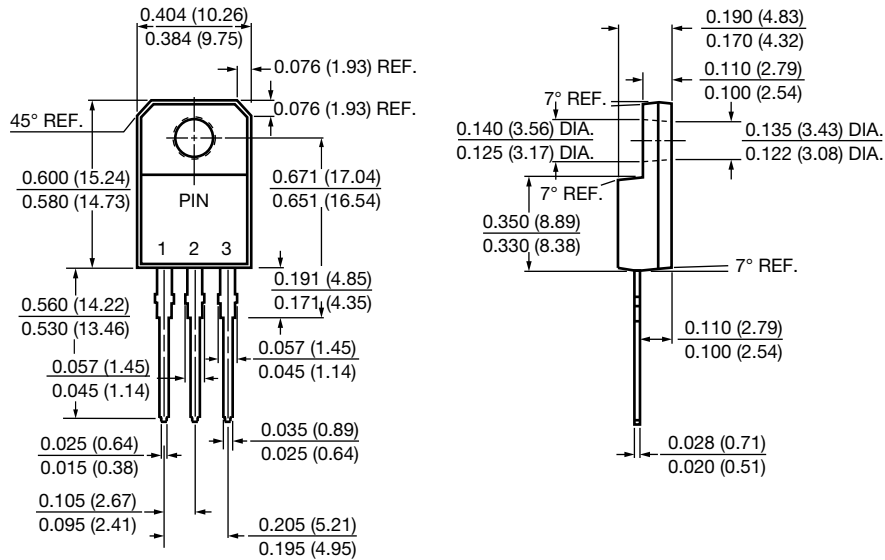 0.404 (10.26)
0.384 (9.75)
0.076 (1.93) REF.
0.076 (1.93) REF.
45° REF.
0.600 (15.24)
0.580 (14.73)
0.671 (17.04)
0.651 (16.54)
PIN
1 2 3
0.191 (4.85)
0.171 (4.35)
0.560 (14.22)
0.530 (13.46)
0.057 (1.45)
0.045 (1.14)
0.057 (1.45)
0.045 (1.14)
0.035 (0.89)
0.025 (0.64)
0.025 (0.64)
0.015 (0.38)
0.105 (2.67)
0.095 (2.41)
0.205 (5.21)
0.195 (4.95)
0.190 (4.83)
0.170 (4.32)
0.110 (2.79)
0.100 (2.54)
7° REF.
0.140 (3.56) DIA.
0.125 (3.17) DIA.
0.135 (3.43) DIA.
0.122 (3.08) DIA.
7° REF.
0.350 (8.89)
0.330 (8.38)
7° REF.
0.110 (2.79)
0.100 (2.54)
0.028 (0.71)
0.020 (0.51)